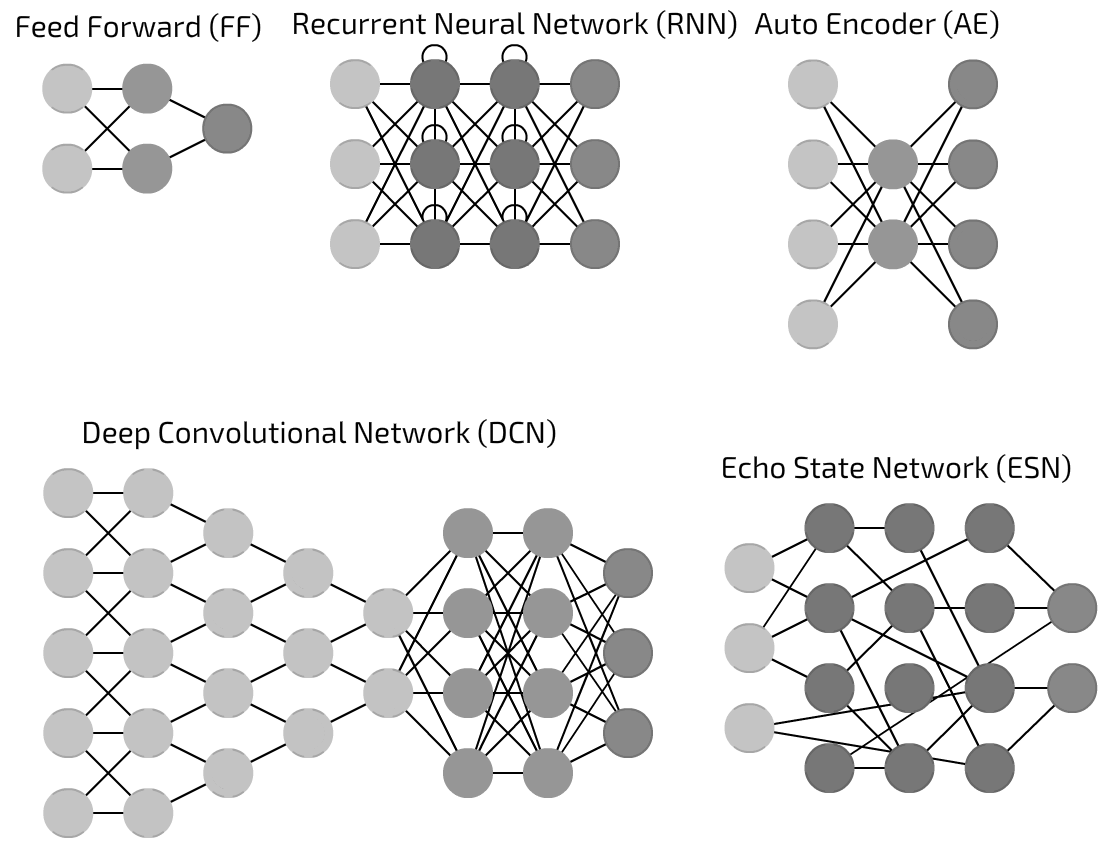 Feed Forward (FF)
Recurrent Neural Network (RNN)
Auto Encoder (AE)
Deep Convolutional Network (DCN)
Echo State Network (ESN)